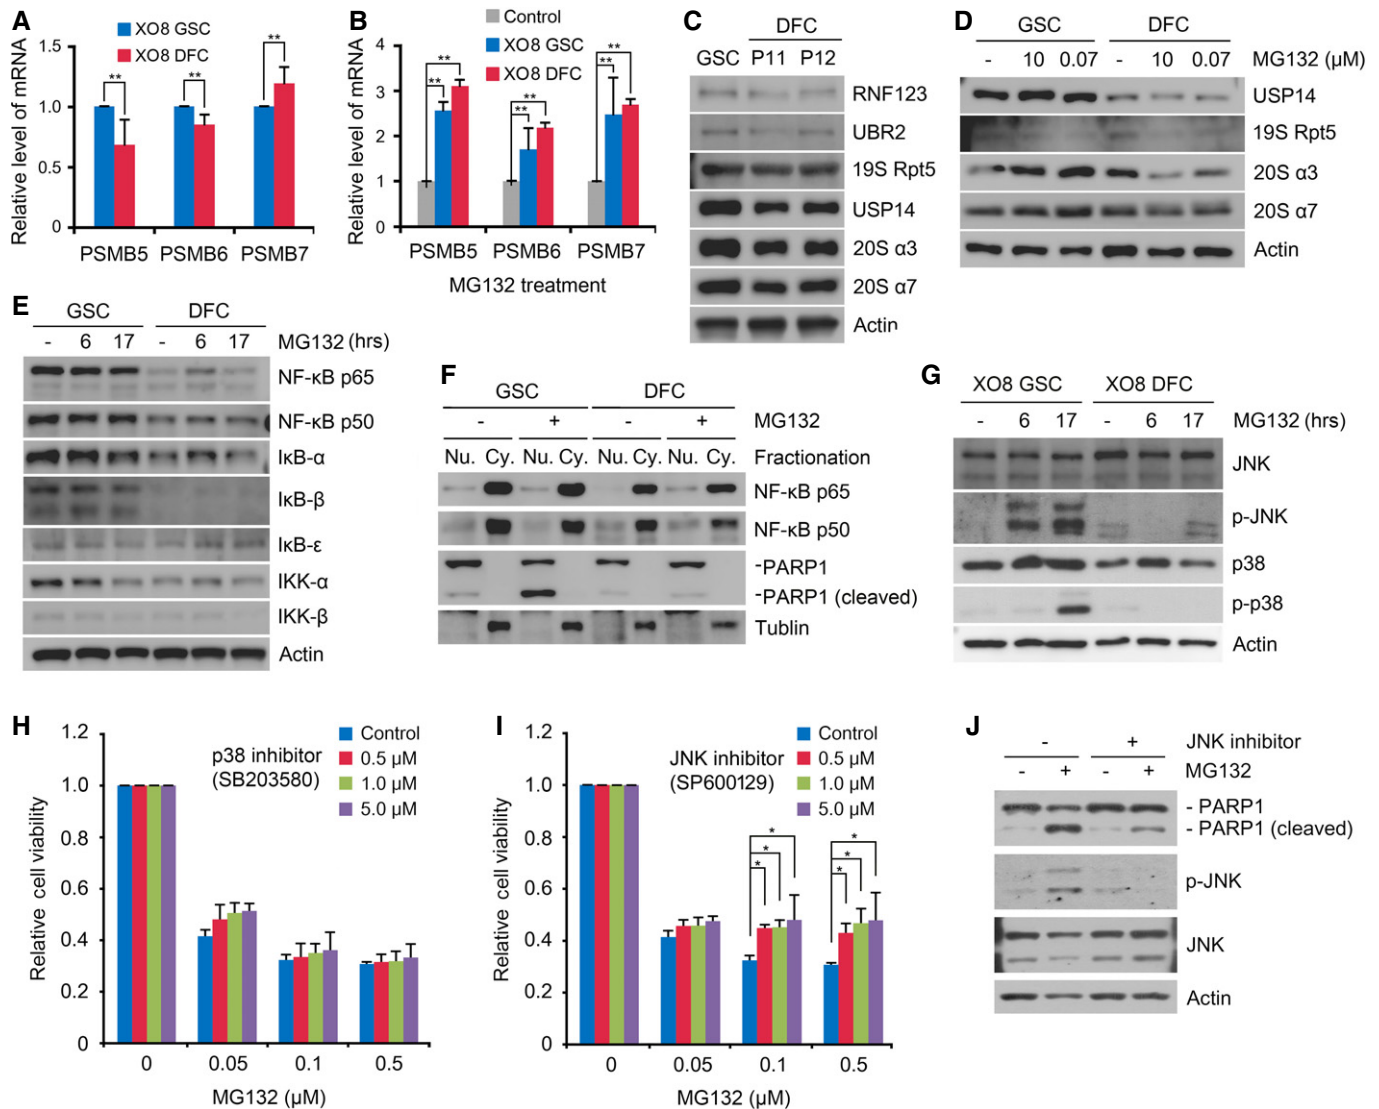 A
XO8 GSC
XO8 DFC
Relative level of mRNA
1.5
1.0
0.5
0
**
**
**
PSMB5 PSMB6 PSMB7
B
Control
XO8 GSC
XO8 DFC
Relative level of mRNA
4
3
2
1
0
**
**
**
**
**
**
PSMB5 PSMB6 PSMB7
MG132 treatment
C
DFC
GSC P11 P12
RNF123
UBR2
19S Rpt5
USP14
20S α3
20S α7
Actin
D
GSC DFC
- 10 0.07 - 10 0.07 MG132 (μM)
USP14
19S Rpt5
20S α3
20S α7
Actin
E
GSC DFC
- 6 17 - 6 17 MG132 (hrs)
NF-κB p65
NF-κB p50
IκB-α
IκB-β
IκB-ε
IKK-α
IKK-β
Actin
F
GSC DFC
- + - + MG132
Nu. Cy. Nu. Cy. Nu. Cy. Nu. Cy. Fractionation
NF-κB p65
NF-κB p50
-PARP1
-PARP1 (cleaved)
Tublin
G
XO8 GSC XO8 DFC
- 6 17 - 6 17 MG132 (hrs)
JNK
p-JNK
p38
p-p38
Actin
H
p38 inhibitor
(SB203580)
Control
0.5 μM
1.0 μM
5.0 μM
Relative cell viability
1.2
1.0
0.8
0.6
0.4
0.2
0
0 0.05 0.1 0.5
MG132 (μM)
I
JNK inhibitor
(SP600129)
Control
0.5 μM
1.0 μM
5.0 μM
Relative cell viability
1.2
1.0
0.8
0.6
0.4
0.2
0
*
*
*
*
*
*
0 0.05 0.1 0.5
MG132 (μM)
J
- + JNK inhibitor
- + - + MG132
- PARP1
- PARP1 (cleaved)
p-JNK
JNK
Actin